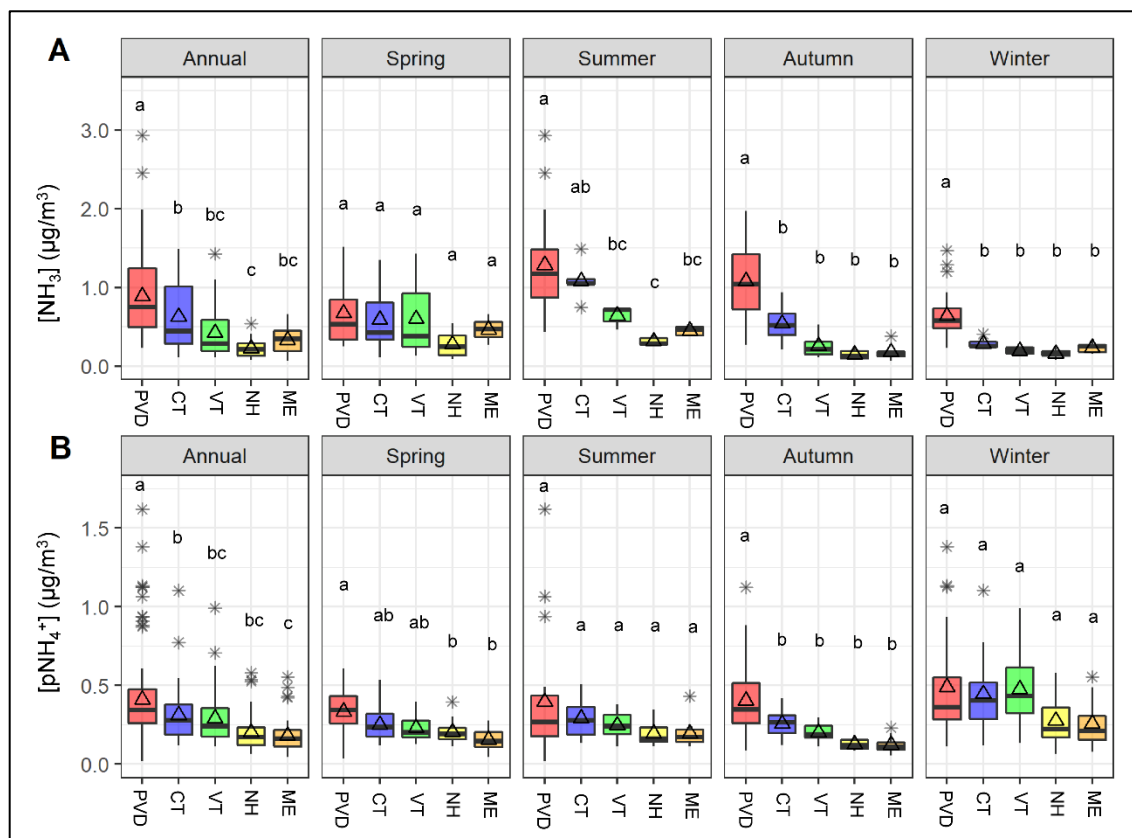 A
Annual Spring Summer Autumn Winter
[NH₃] (µg/m³)
3.0
2.0
1.0
0.0
a b bc c bc
a a a a a
a ab bc c bc
a b b b b
a b b b b
PVD CT VT NH ME PVD CT VT NH ME PVD CT VT NH ME PVD CT VT NH ME PVD CT VT NH ME
B
Annual Spring Summer Autumn Winter
[pNH₄⁺] (µg/m³)
1.5
1.0
0.5
0.0
a b bc bc c
a ab ab b b
a a a a a
a b b b b
a a a a a
PVD CT VT NH ME PVD CT VT NH ME PVD CT VT NH ME PVD CT VT NH ME PVD CT VT NH ME